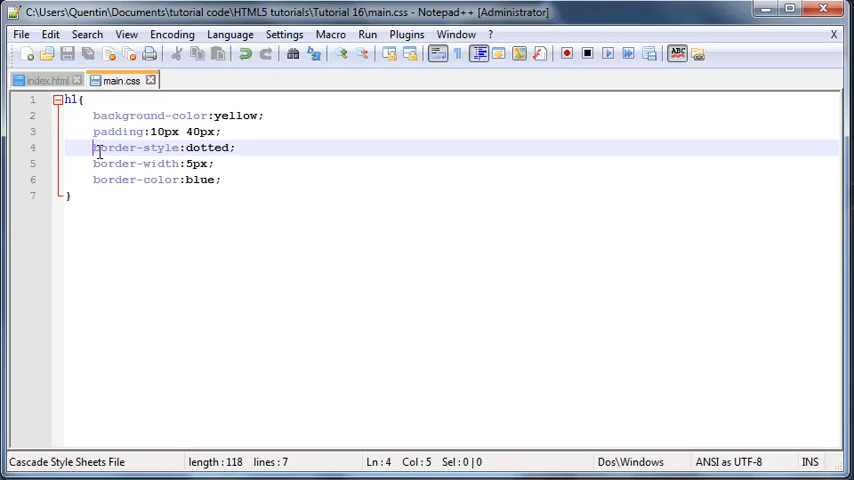 C:\Users\Quentin\Documents\tutorial code\HTML5 tutorials\Tutorial 16\main.css - Notepad++ [Administrator]
File Edit Search View Encoding Language Settings Macro Run Plugins Window ? X
ABC
index.html main.css
1 h1{
2 background-color:yellow;
3 padding:10px 40px;
4 border-style:dotted;
5 border-width:5px;
6 border-color:blue;
7 }
Cascade Style Sheets File length : 118 lines : 7 Ln : 4 Col : 5 Sel : 0 | 0 Dos\Windows ANSI as UTF-8 INS